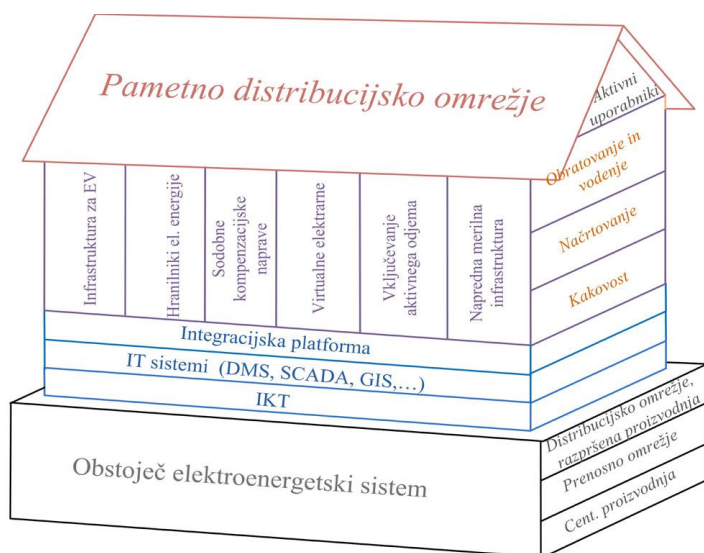 Pametno distribucijsko omrežje
Aktivni
uporabniki
Obratovanje in
vodenje
Načrtovanje
Kakovost
Infrastruktura za EV
Hranilniki el. energije
Sodobne
kompenzacijske
naprave
Virtualne elektrarne
Vključevanje
aktivnega odjema
Napredna merilna
infrastruktura
Integracijska platforma
IT sistemi (DMS, SCADA, GIS,...)
IKT
Obstoječ elektroenergetski sistem
Distribucijsko omrežje,
razpršena proizvodnja
Prenosno omrežje
Cent. proizvodnja